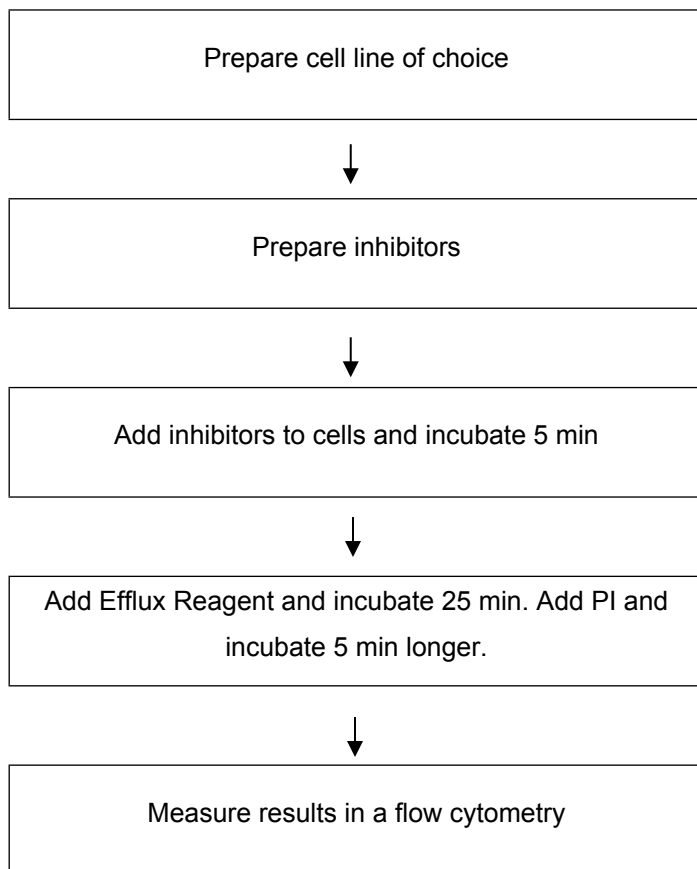 Prepare cell line of choice
Prepare inhibitors
Add inhibitors to cells and incubate 5 min
Add Efflux Reagent and incubate 25 min. Add PI and
incubate 5 min longer.
Measure results in a flow cytometry